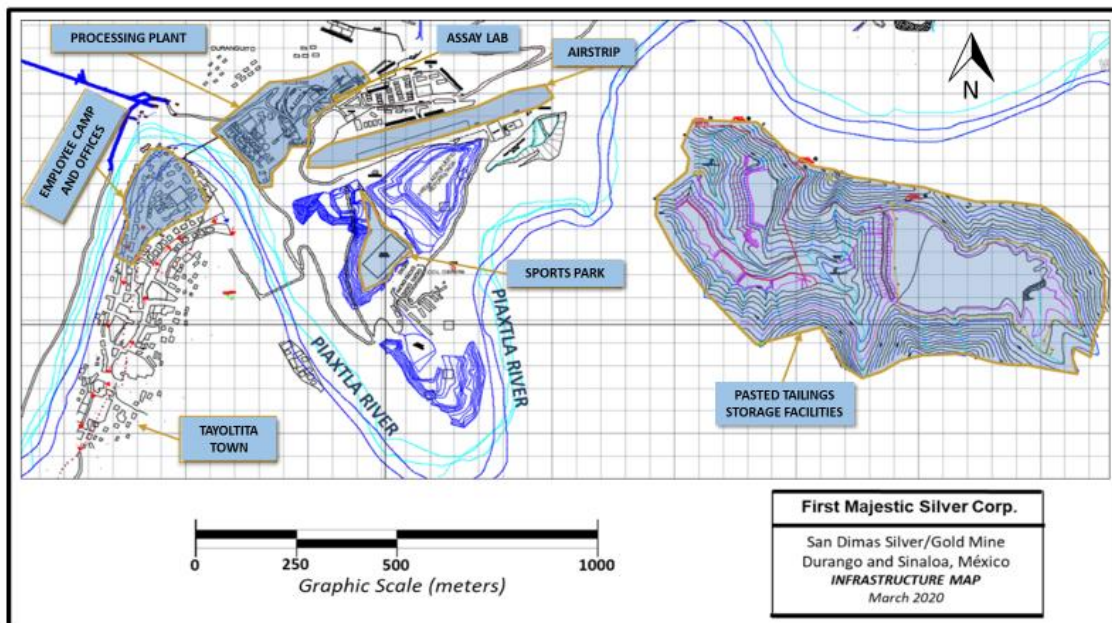 PROCESSING PLANT
ASSAY LAB
AIRSTRIP
N
EMPLOYEE CAMP
AND OFFICES
SPORTS PARK
PIAXTLA RIVER
PIAXTLA RIVER
PASTED TAILINGS
STORAGE FACILITIES
TAYOLTITA
TOWN
0 250 500 1000
Graphic Scale (meters)
First Majestic Silver Corp.
San Dimas Silver/Gold Mine
Durango and Sinaloa, México
INFRASTRUCTURE MAP
March 2020